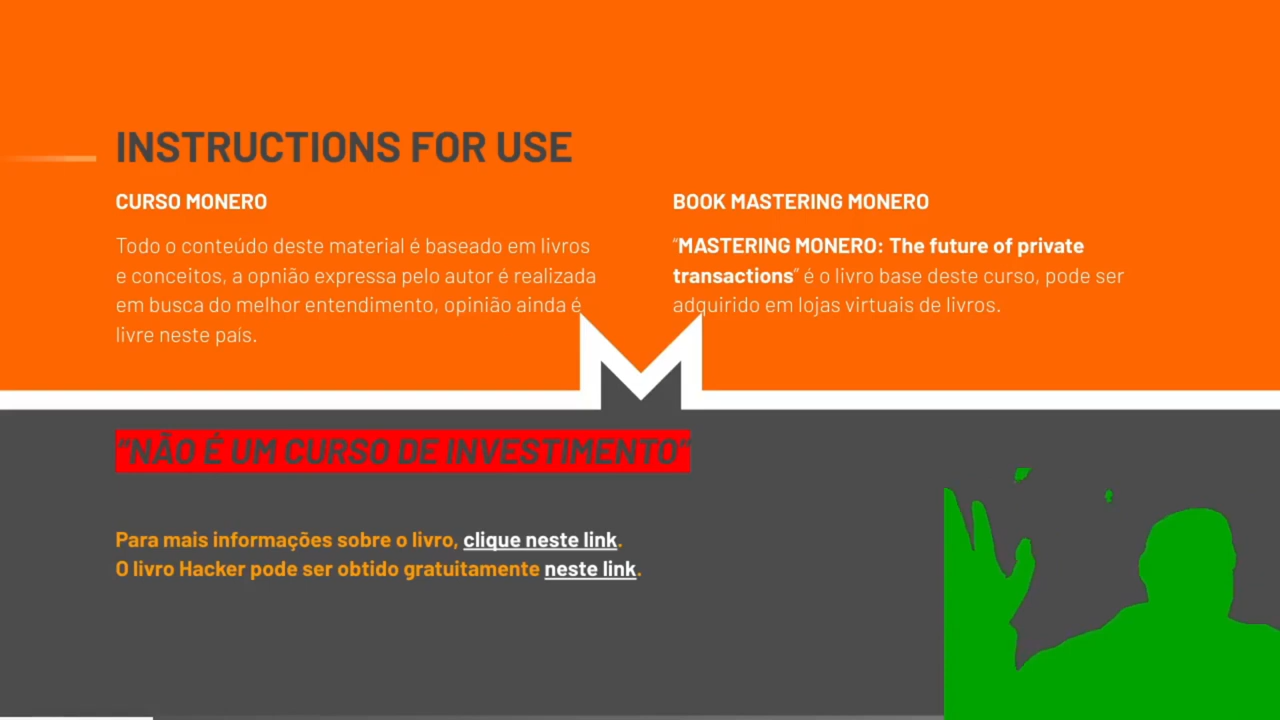 INSTRUCTIONS FOR USE
CURSO MONERO
Todo o conteúdo deste material é baseado em livros
e conceitos, a opnião expressa pelo autor é realizada
em busca do melhor entendimento, opinião ainda é
livre neste país.
BOOK MASTERING MONERO
“MASTERING MONERO: The future of private
transactions” é o livro base deste curso, pode ser
adquirido em lojas virtuais de livros.
“NÃO É UM CURSO DE INVESTIMENTO”
Para mais informações sobre o livro, clique neste link.
O livro Hacker pode ser obtido gratuitamente neste link.